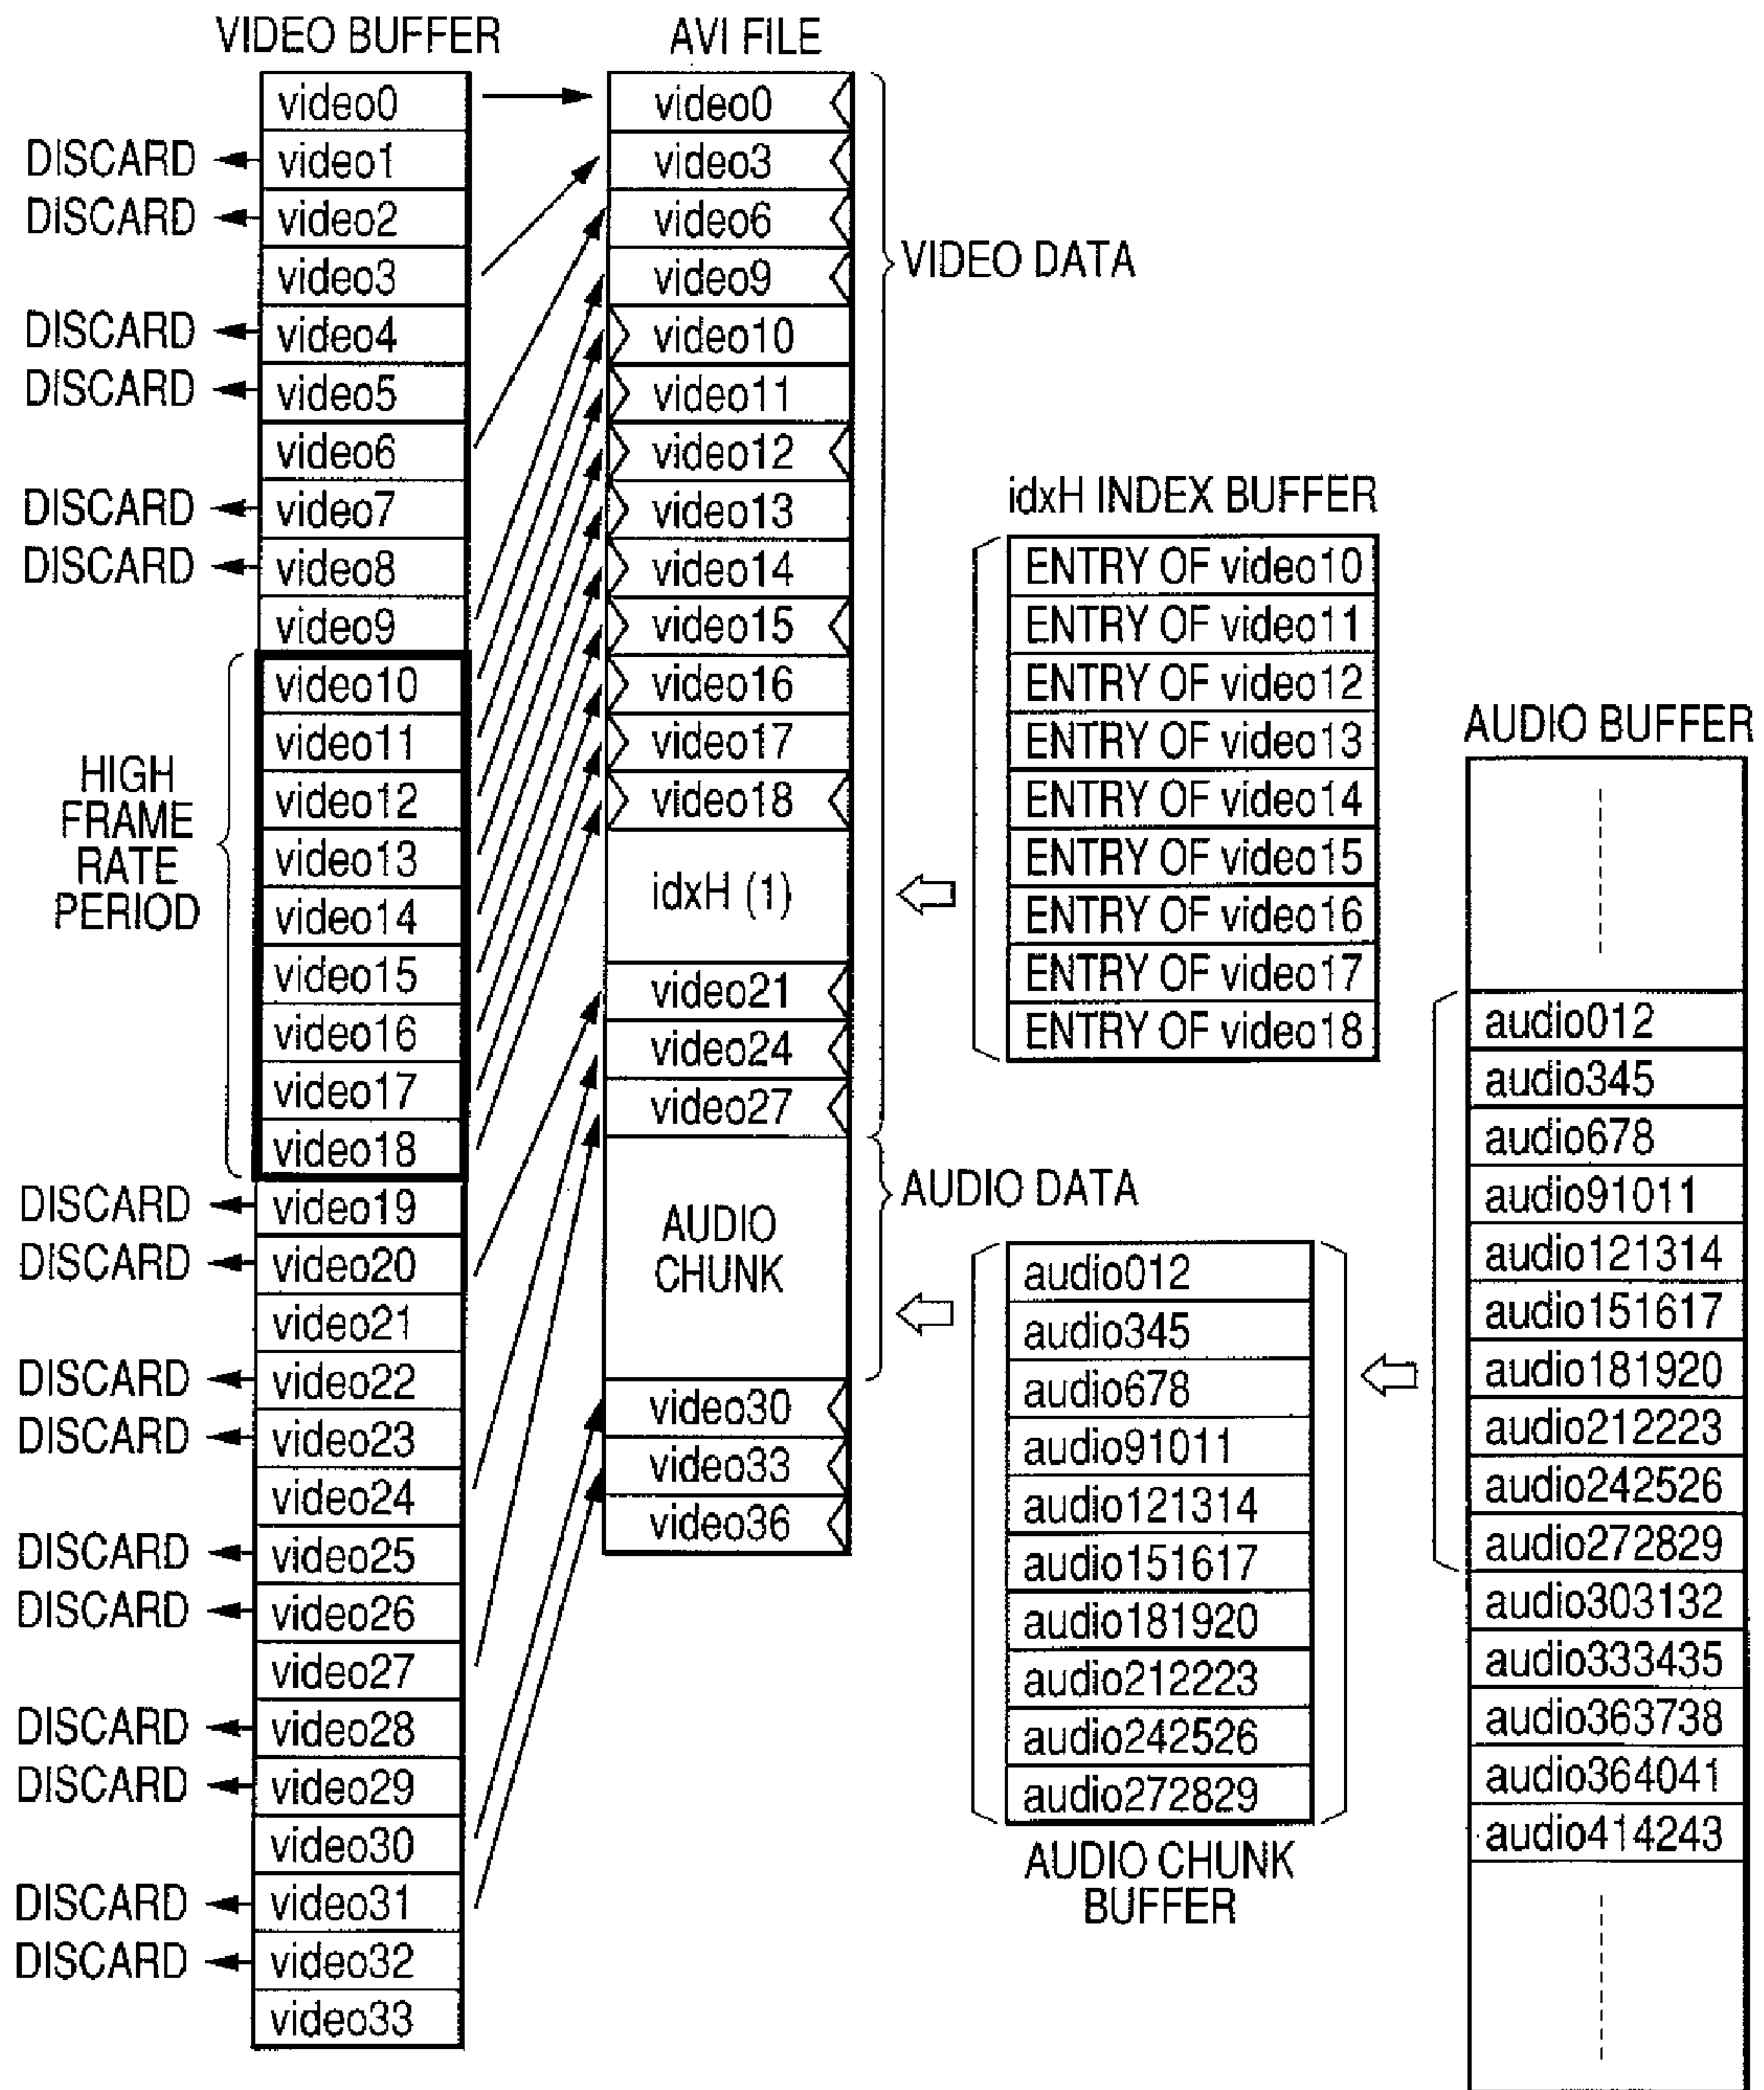 VIDEO BUFFER
video0
DISCARD video1
DISCARD video2
video3
DISCARD video4
DISCARD video5
video6
DISCARD video7
DISCARD video8
video9
HIGH
FRAME
RATE
PERIOD
video10
video11
video12
video13
video14
video15
video16
video17
video18
DISCARD video19
DISCARD video20
video21
DISCARD video22
DISCARD video23
video24
DISCARD video25
DISCARD video26
video27
DISCARD video28
DISCARD video29
video30
DISCARD video31
DISCARD video32
video33
AVI FILE
video0
video3
video6
video9
video10
video11
video12
video13
video14
video15
video16
video17
video18
idxH (1)
video21
video24
video27
AUDIO
CHUNK
video30
video33
video36
VIDEO DATA
AUDIO DATA
idxH INDEX BUFFER
ENTRY OF video10
ENTRY OF video11
ENTRY OF video12
ENTRY OF video13
ENTRY OF video14
ENTRY OF video15
ENTRY OF video16
ENTRY OF video17
ENTRY OF video18
audio012
audio345
audio678
audio91011
audio121314
audio151617
audio181920
audio212223
audio242526
audio272829
AUDIO CHUNK
BUFFER
AUDIO BUFFER
audio012
audio345
audio678
audio91011
audio121314
audio151617
audio181920
audio212223
audio242526
audio272829
audio303132
audio333435
audio363738
audio364041
audio414243